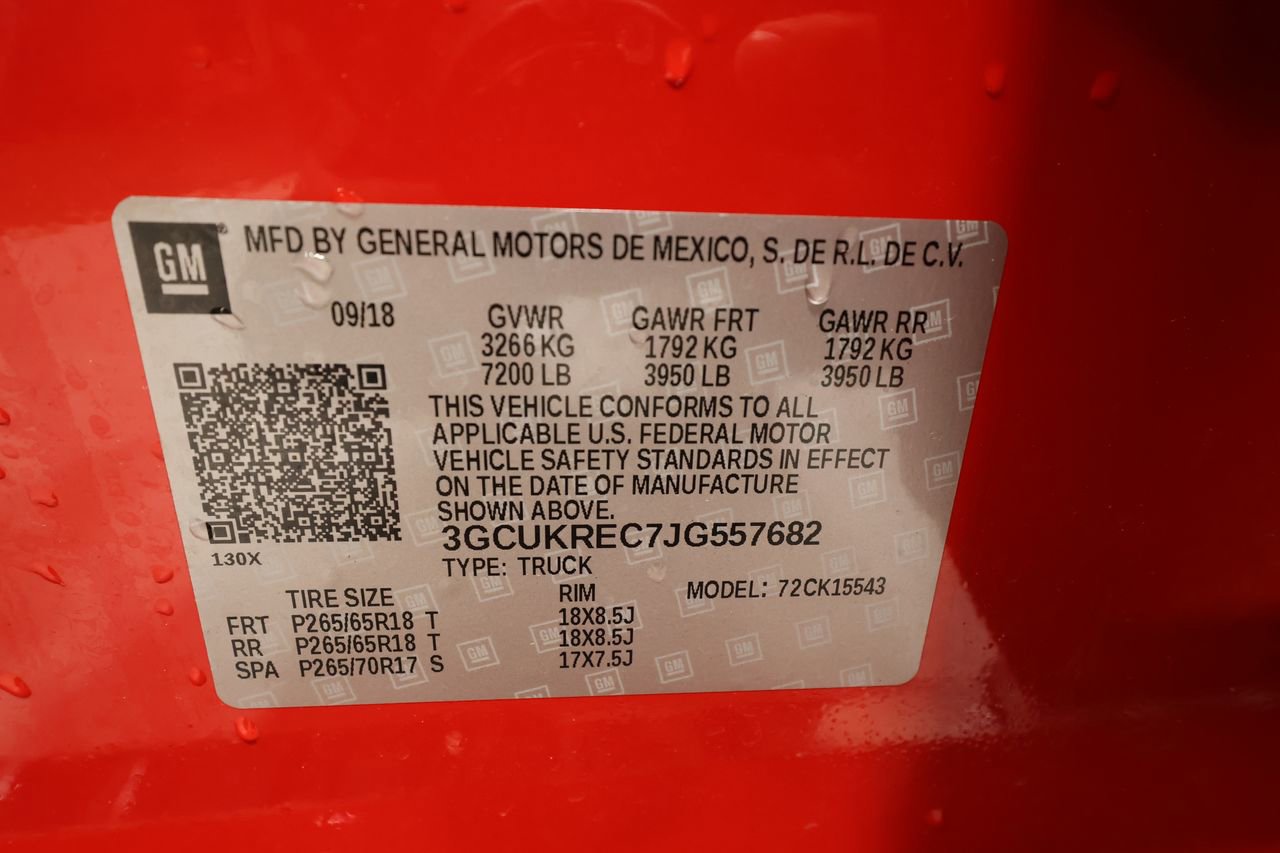 GM
MFD BY GENERAL MOTORS DE MEXICO, S. DE R.L. DE C.V.
09/18 GVWR GAWR FRT GAWR RR
3266 KG 1792 KG 1792 KG
7200 LB 3950 LB 3950 LB
THIS VEHICLE CONFORMS TO ALL
APPLICABLE U.S. FEDERAL MOTOR
VEHICLE SAFETY STANDARDS IN EFFECT
ON THE DATE OF MANUFACTURE
SHOWN ABOVE.
3GCUKREC7JG557682
130X
TYPE: TRUCK
TIRE SIZE RIM MODEL: 72CK15543
FRT P265/65R18 T 18X8.5J
RR P265/65R18 T 18X8.5J
SPA P265/70R17 S 17X7.5J